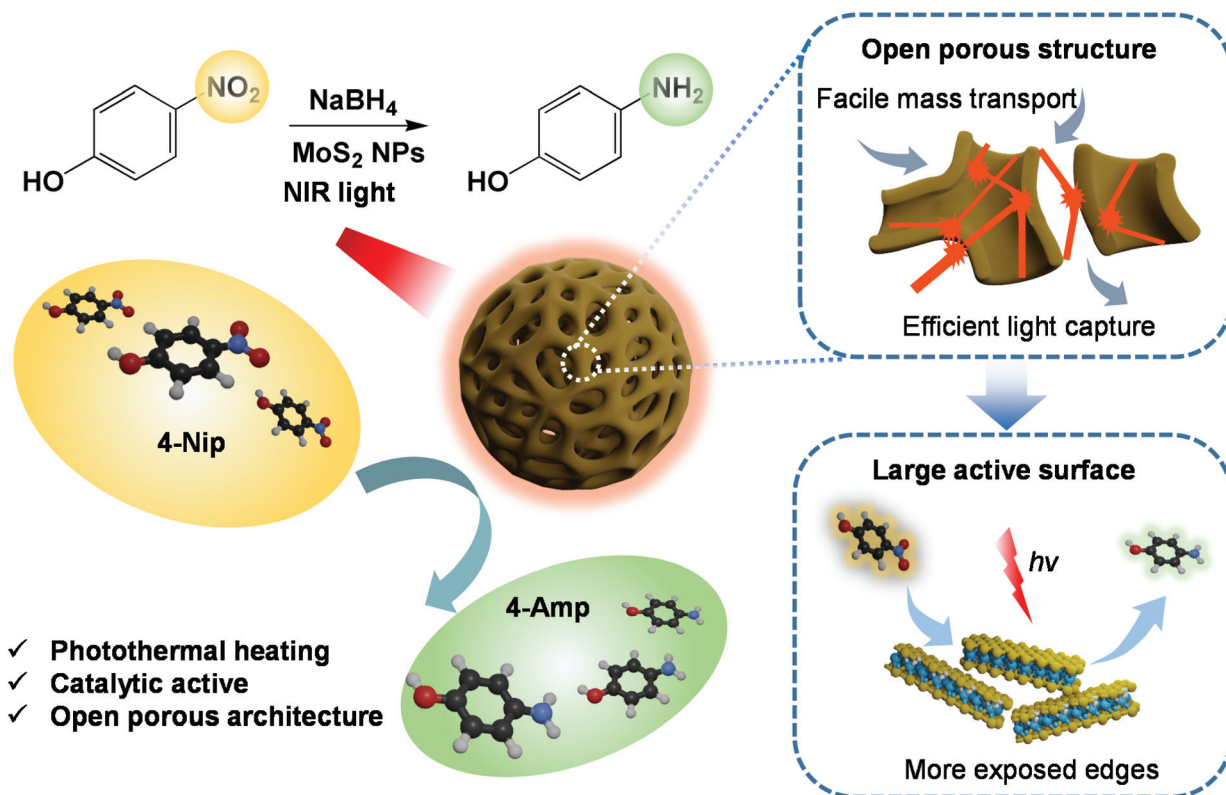 NO₂
HO
NaBH₄
MoS₂ NPs
NIR light
NH₂
HO
4-Nip
4-Amp
✓ Photothermal heating
✓ Catalytic active
✓ Open porous architecture
Open porous structure
Facile mass transport
Efficient light capture
Large active surface
hv
More exposed edges